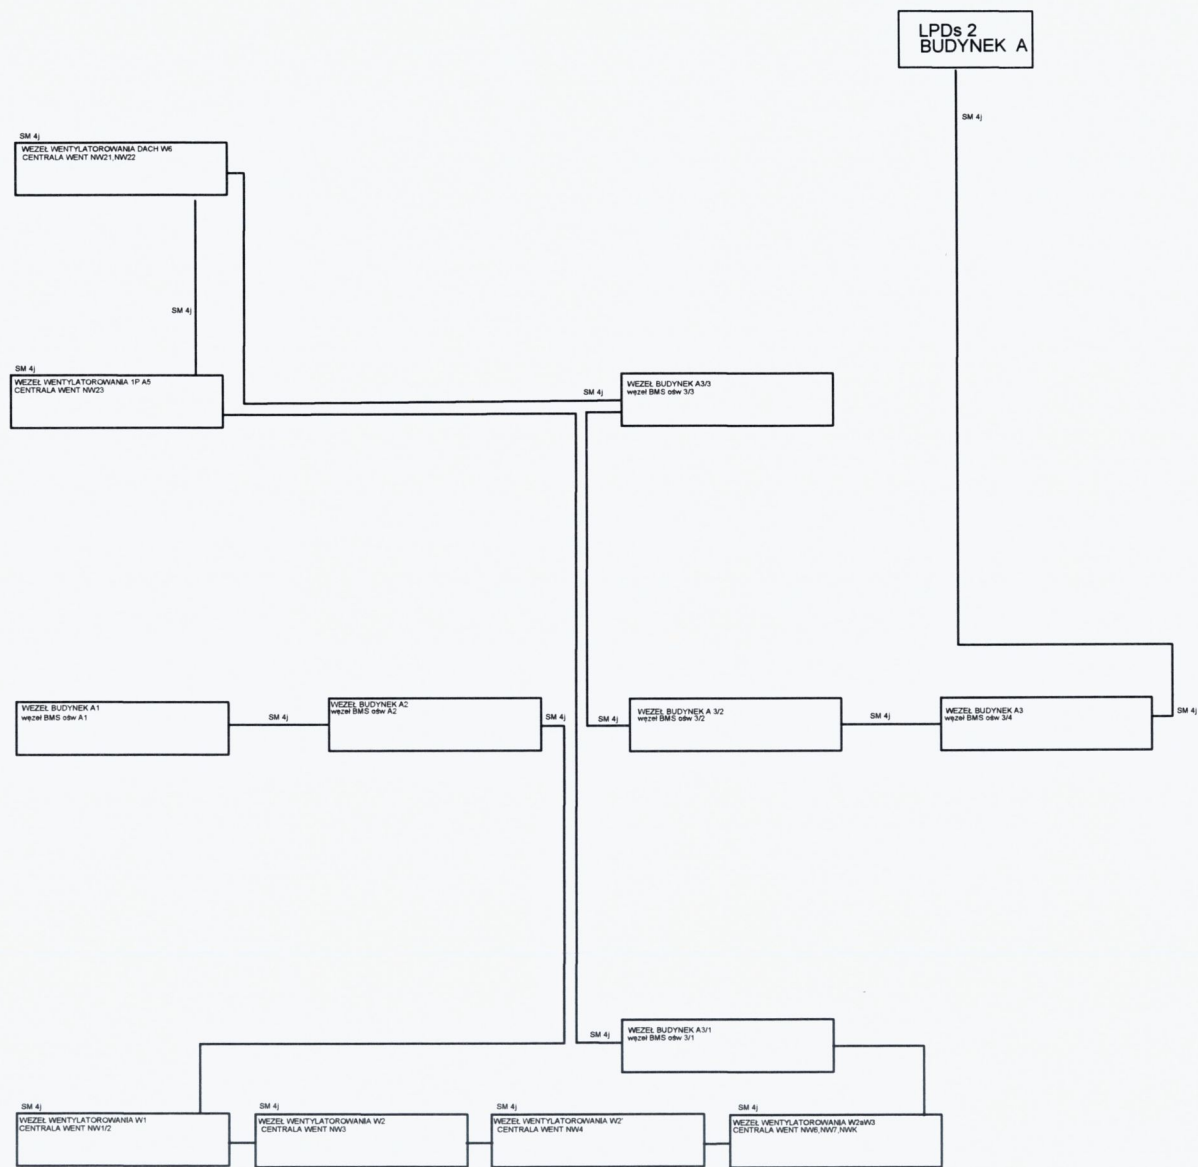 LPDs 2
BUDYNEK A
SM 4j
SM 4j
WEZEŁ WENTYLATOROWANIA DACH W6
CENTRALA WENT NW21,NW22
SM 4j
SM 4j
WEZEŁ WENTYLATOROWANIA 1P A5
CENTRALA WENT NW23
SM 4j
WEZEŁ BUDYNEK A3/3
węzeł BMS ośw 3/3
WEZEŁ BUDYNEK A1
węzeł BMS ośw A1
SM 4j
WEZEŁ BUDYNEK A2
węzeł BMS ośw A2
SM 4j
SM 4j
WEZEŁ BUDYNEK A 3/2
węzeł BMS ośw 3/2
SM 4j
WEZEŁ BUDYNEK A3
węzeł BMS ośw 3/4
SM 4j
SM 4j
WEZEŁ BUDYNEK A3/1
węzeł BMS ośw 3/1
SM 4j
WEZEŁ WENTYLATOROWANIA W1
CENTRALA WENT NW1/2
SM 4j
WEZEŁ WENTYLATOROWANIA W2
CENTRALA WENT NW3
SM 4j
WEZEŁ WENTYLATOROWANIA W2'
CENTRALA WENT NW4
SM 4j
WEZEŁ WENTYLATOROWANIA W2aW3
CENTRALA WENT NW6,NW7,NWK